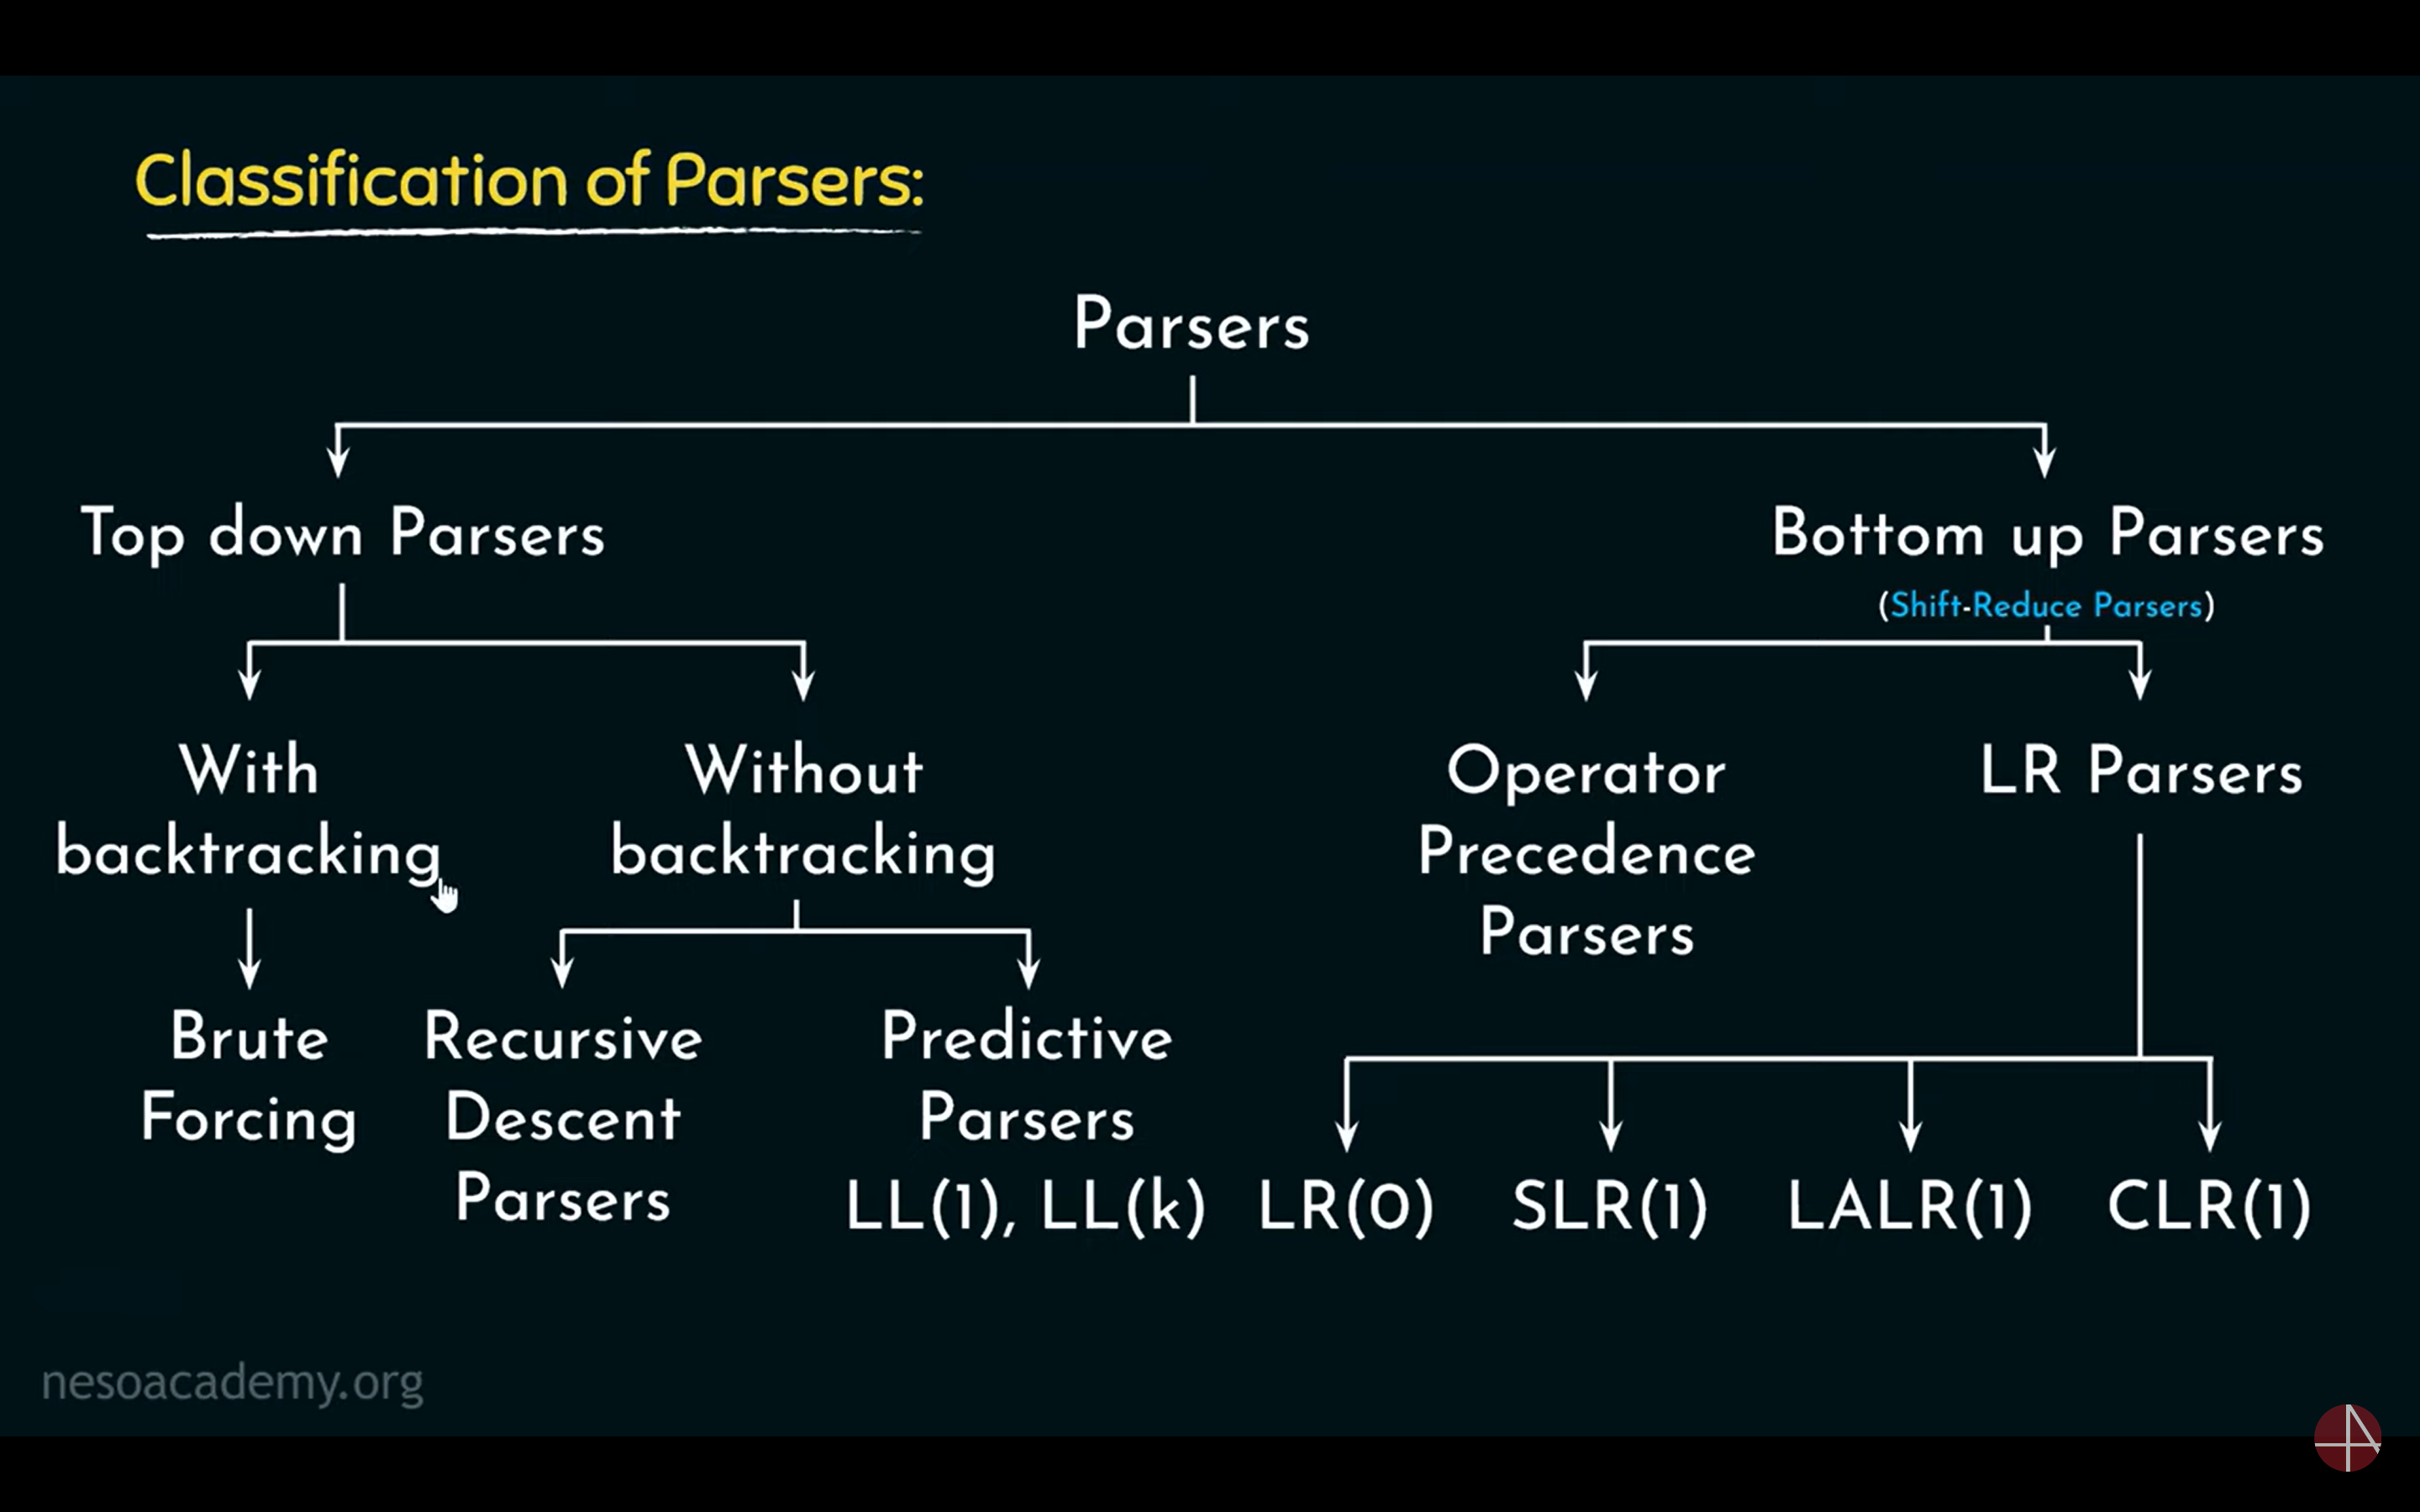 Classification of Parsers:
Parsers
Top down Parsers
Bottom up Parsers
(Shift-Reduce Parsers)
With
backtracking
Without
backtracking
Operator
Precedence
Parsers
LR Parsers
Brute
Forcing
Recursive
Descent
Parsers
Predictive
Parsers
LL(1), LL(k)
LR(0)
SLR(1)
LALR(1)
CLR(1)
nesoacademy.org